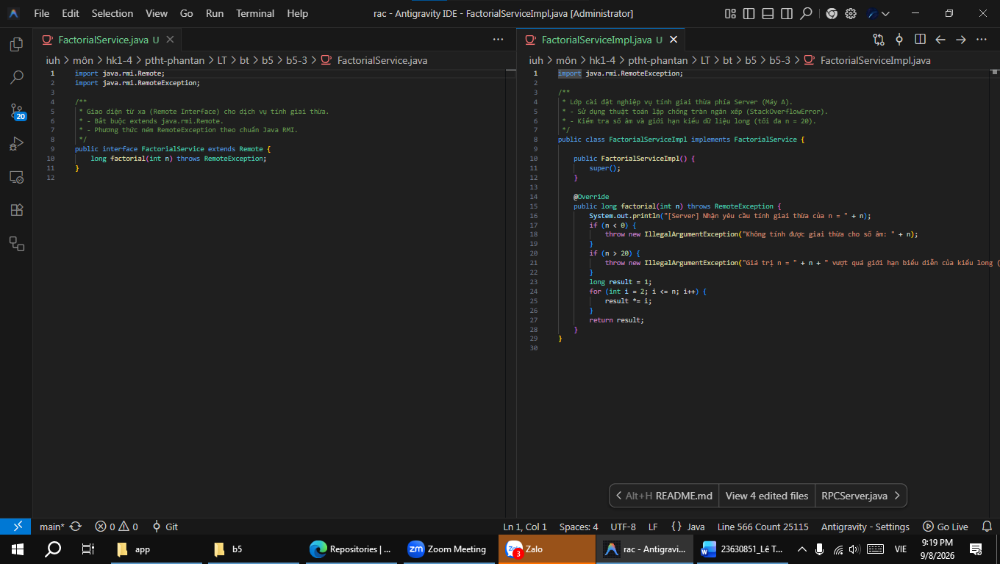 File Edit Selection View Go Run Terminal Help
rac - Antigravity IDE - FactorialServiceImpl.java [Administrator]
FactorialService.java U
iuh > môn > hk1-4 > ptht-phantan > LT > bt > b5 > b5-3 > FactorialService.java
1 import java.rmi.Remote;
2 import java.rmi.RemoteException;
3
4 /**
5 * Giao diện từ xa (Remote Interface) cho dịch vụ tính giai thừa.
6 * - Bắt buộc extends java.rmi.Remote.
7 * - Phương thức ném RemoteException theo chuẩn Java RMI.
8 */
9 public interface FactorialService extends Remote {
10 long factorial(int n) throws RemoteException;
11 }
12
FactorialServiceImpl.java U
iuh > môn > hk1-4 > ptht-phantan > LT > bt > b5 > b5-3 > FactorialServiceImpl.java
1 import java.rmi.RemoteException;
2
3 /**
4 * Lớp cài đặt nghiệp vụ tính giai thừa phía Server (Máy A).
5 * - Sử dụng thuật toán lặp chống tràn ngăn xếp (StackOverflowError).
6 * - Kiểm tra số âm và giới hạn kiểu dữ liệu long (tối đa n = 20).
7 */
8 public class FactorialServiceImpl implements FactorialService {
9
10 public FactorialServiceImpl() {
11 super();
12 }
13
14 @Override
15 public long factorial(int n) throws RemoteException {
16 System.out.println("[Server] Nhận yêu cầu tính giai thừa của n = " + n);
17 if (n < 0) {
18 throw new IllegalArgumentException("Không tính được giai thừa cho số âm: " + n);
19 }
20 if (n > 20) {
21 throw new IllegalArgumentException("Giá trị n = " + n + " vượt quá giới hạn biểu diễn của kiểu long (
22 }
23 long result = 1;
24 for (int i = 2; i <= n; i++) {
25 result *= i;
26 }
27 return result;
28 }
29 }
30
20
Alt+H README.md View 4 edited files RPCServer.java
main* 0 0 Git Ln 1, Col 1 Spaces: 4 UTF-8 LF {} Java Line 566 Count 25115 Antigravity - Settings Go Live
app b5 Repositories | ... zm Zoom Meeting 3 Zalo rac - Antigravi... 23630851_Lê T... VIE 9:19 PM
9/8/2026